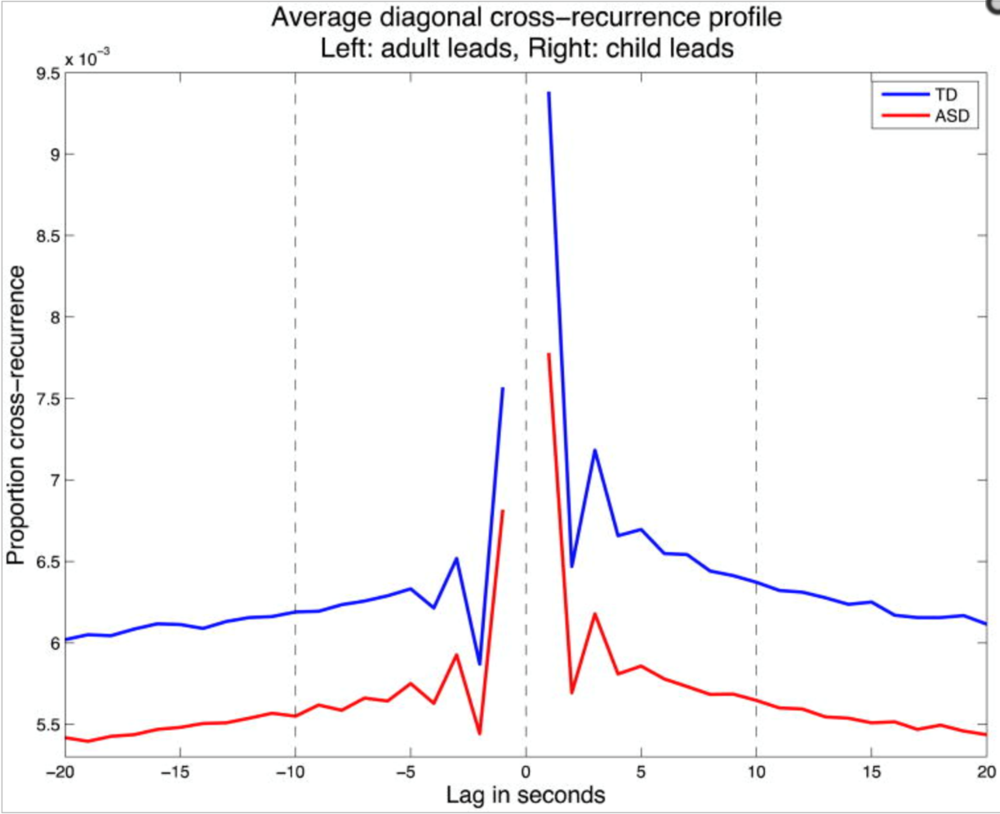 Average diagonal cross−recurrence profile
Left: adult leads, Right: child leads
x 10⁻³
9.5
9
8.5
8
7.5
7
6.5
6
5.5
Proportion cross−recurrence
TD
ASD
−20 −15 −10 −5 0 5 10 15 20
Lag in seconds